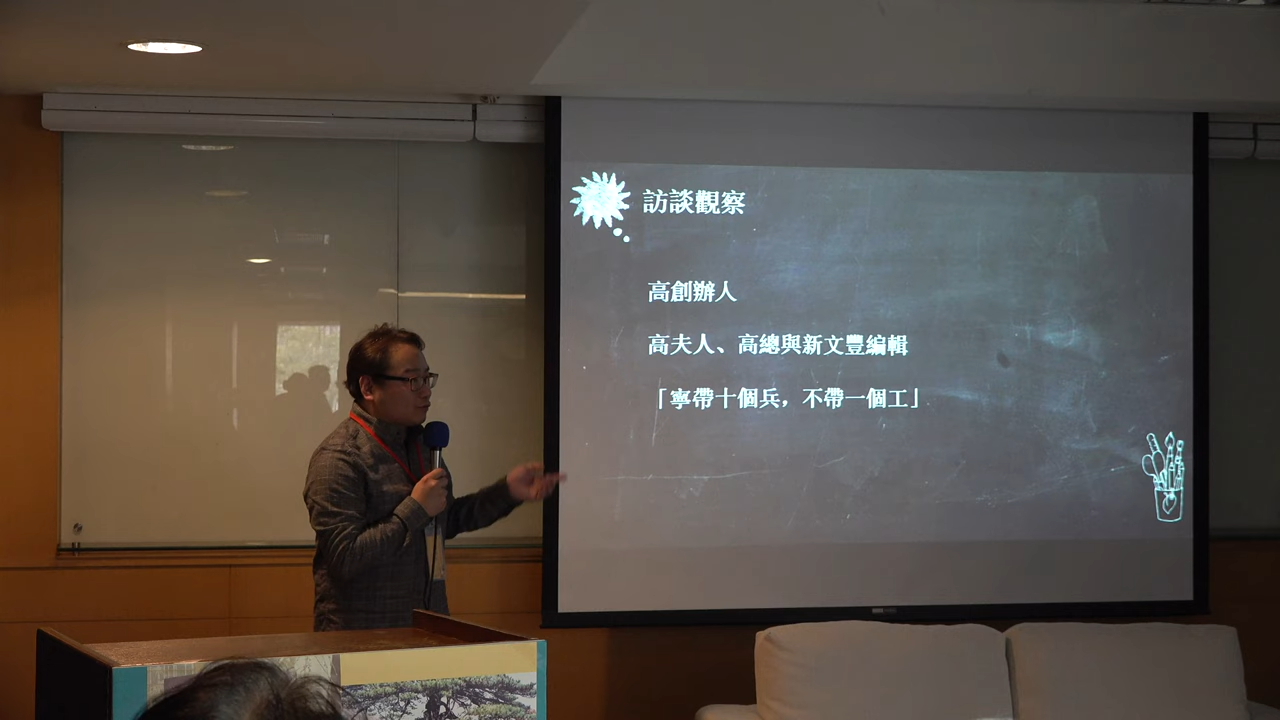 訪談觀察
高創辦人
高夫人、高總與新文豐編輯
「寧帶十個兵，不帶一個工」